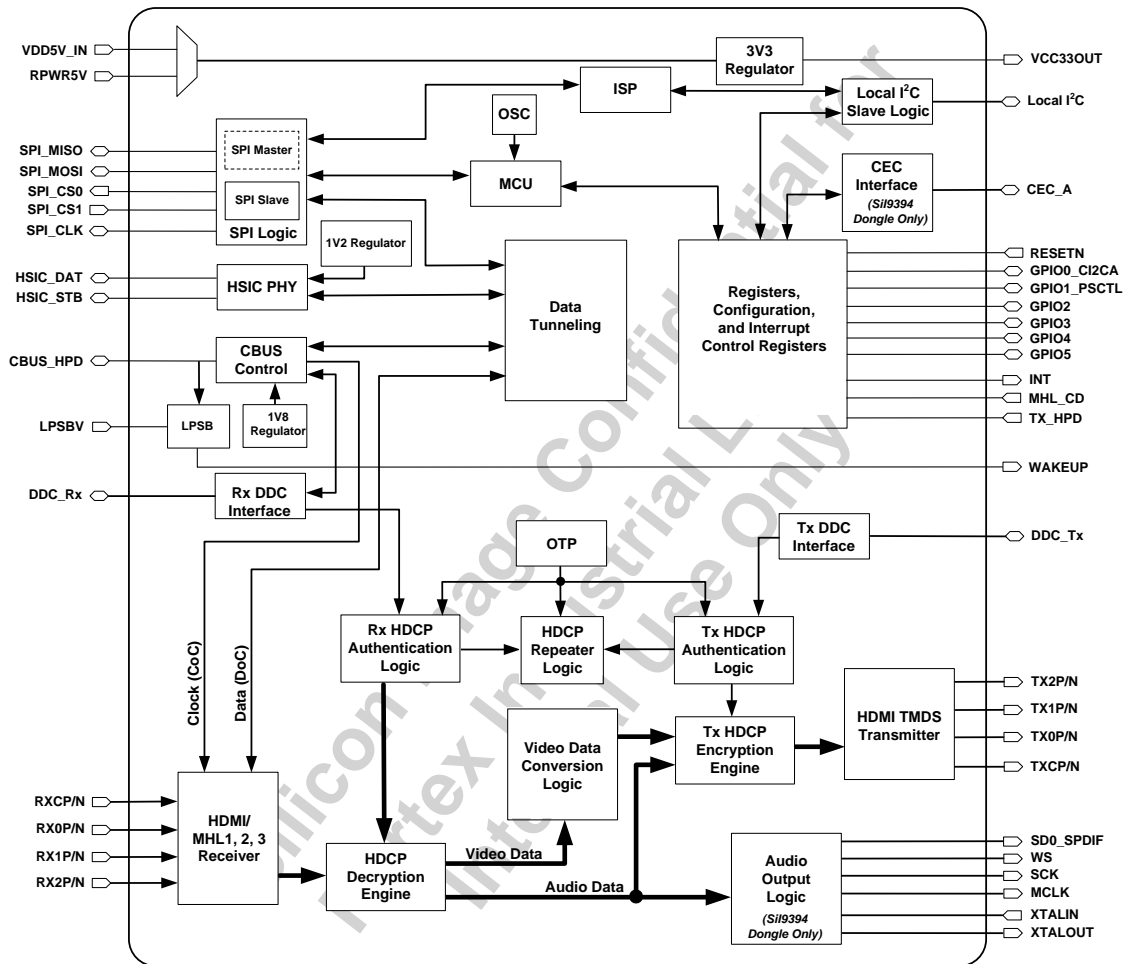 VDD5V_IN
RPWR5V
3V3
Regulator
VCC33OUT
ISP
Local I²C
Slave Logic
Local I²C
OSC
MCU
SPI_MISO
SPI_MOSI
SPI_CS0
SPI_CS1
SPI_CLK
SPI Master
SPI Slave
SPI Logic
CEC
Interface
(SiI9394
Dongle Only)
CEC_A
1V2 Regulator
HSIC_DAT
HSIC_STB
HSIC PHY
Data
Tunneling
Registers,
Configuration,
and Interrupt
Control Registers
RESETN
GPIO0_CI2CA
GPIO1_PSCTL
GPIO2
GPIO3
GPIO4
GPIO5
INT
MHL_CD
TX_HPD
CBUS_HPD
CBUS
Control
LPSBV
LPSB
1V8
Regulator
WAKEUP
DDC_Rx
Rx DDC
Interface
OTP
Tx DDC
Interface
DDC_Tx
Clock (CoC)
Data (DoC)
Rx HDCP
Authentication
Logic
HDCP
Repeater
Logic
Tx HDCP
Authentication
Logic
Video Data
Conversion
Logic
Tx HDCP
Encryption
Engine
HDMI TMDS
Transmitter
TX2P/N
TX1P/N
TX0P/N
TXCP/N
RXCP/N
RX0P/N
RX1P/N
RX2P/N
HDMI/
MHL1, 2, 3
Receiver
HDCP
Decryption
Engine
Video Data
Audio Data
Audio
Output
Logic
(SiI9394
Dongle Only)
SD0_SPDIF
WS
SCK
MCLK
XTALIN
XTALOUT